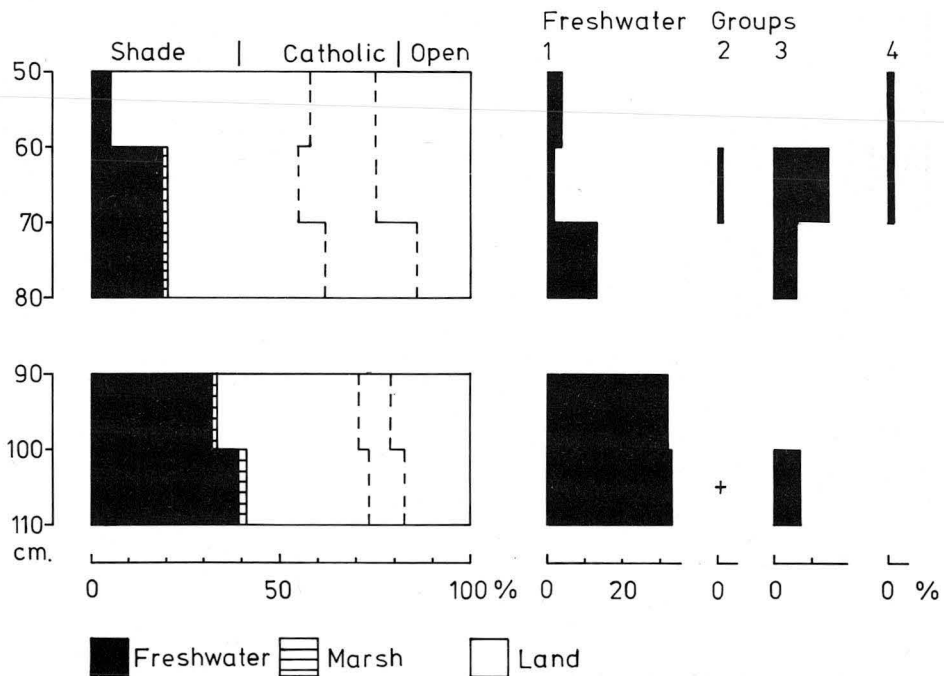 Freshwater Groups
Shade | Catholic | Open 1 2 3 4
50
60
70
80
90
100
110
cm.
+
0 50 100 % 0 20 0 0 0 %
Freshwater Marsh Land